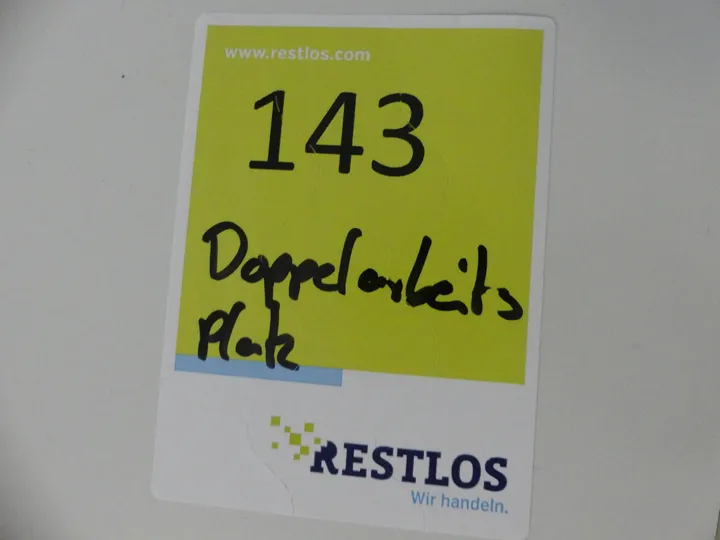 www.restlos.com
143
Doppelarbeits
Platz
RESTLOS
Wir handeln.